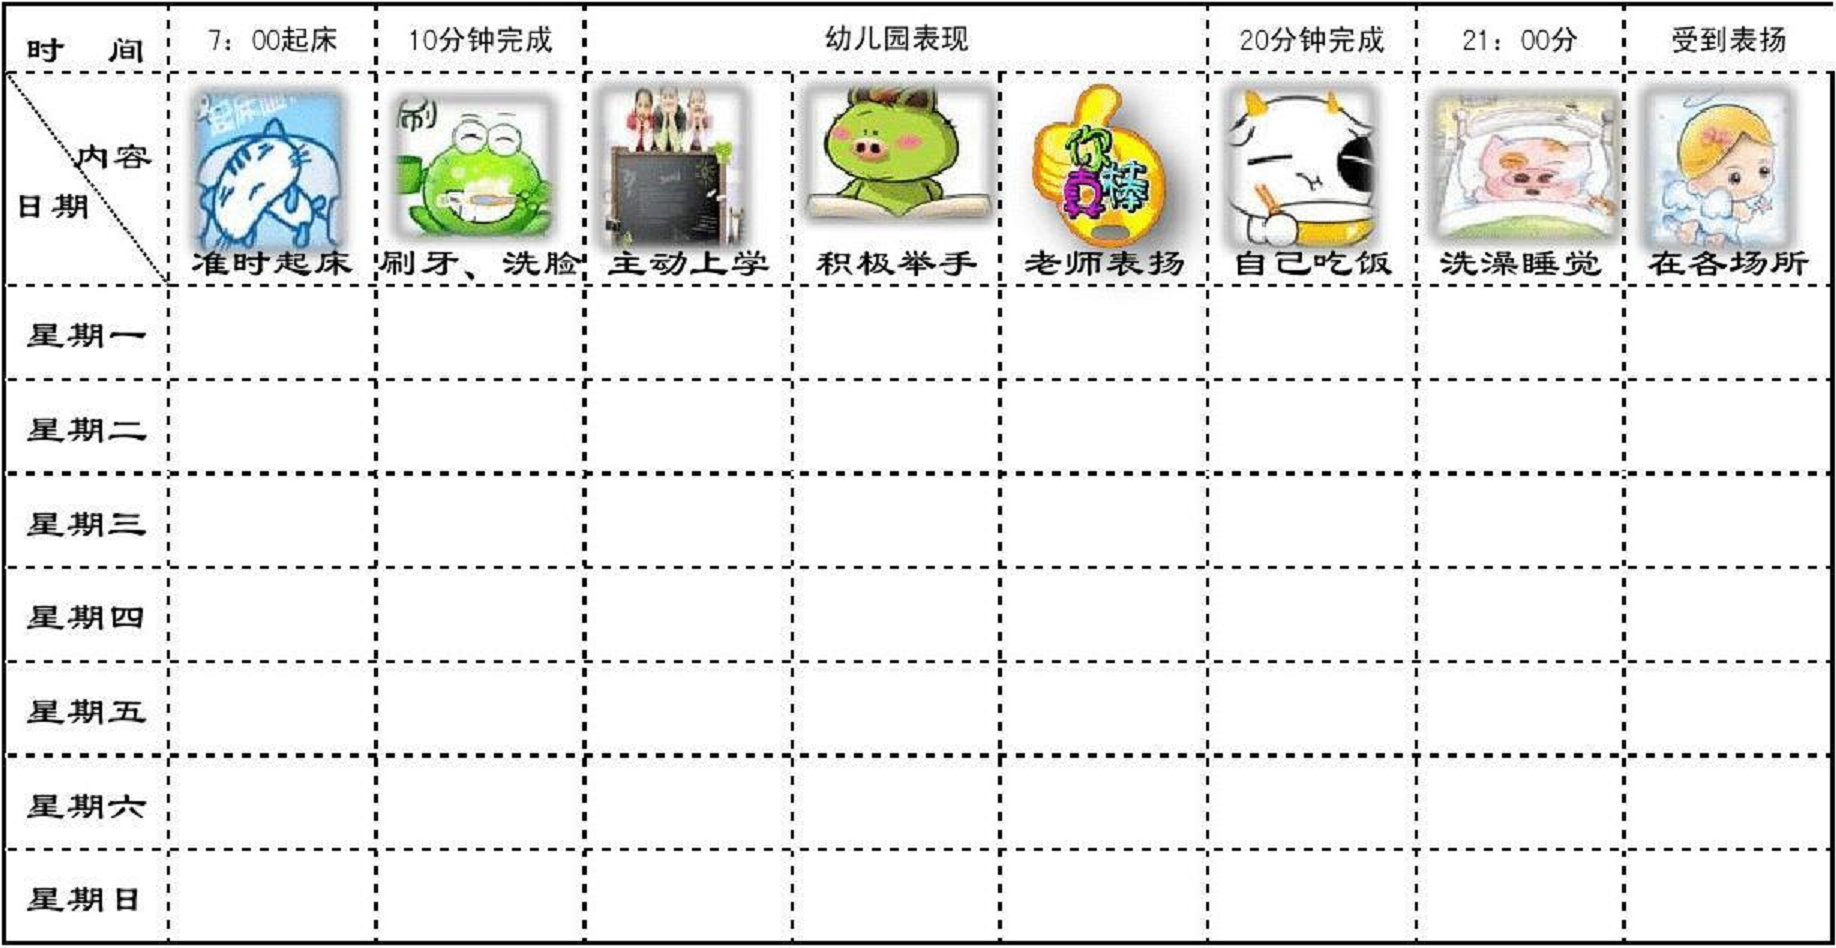 时 间 7：00起床 10分钟完成 幼儿园表现 20分钟完成 21：00分 受到表扬
内容
日期
刷
你真棒
准时起床 刷牙、洗脸 主动上学 积极举手 老师表扬 自己吃饭 洗澡睡觉 在各场所
星期一
星期二
星期三
星期四
星期五
星期六
星期日